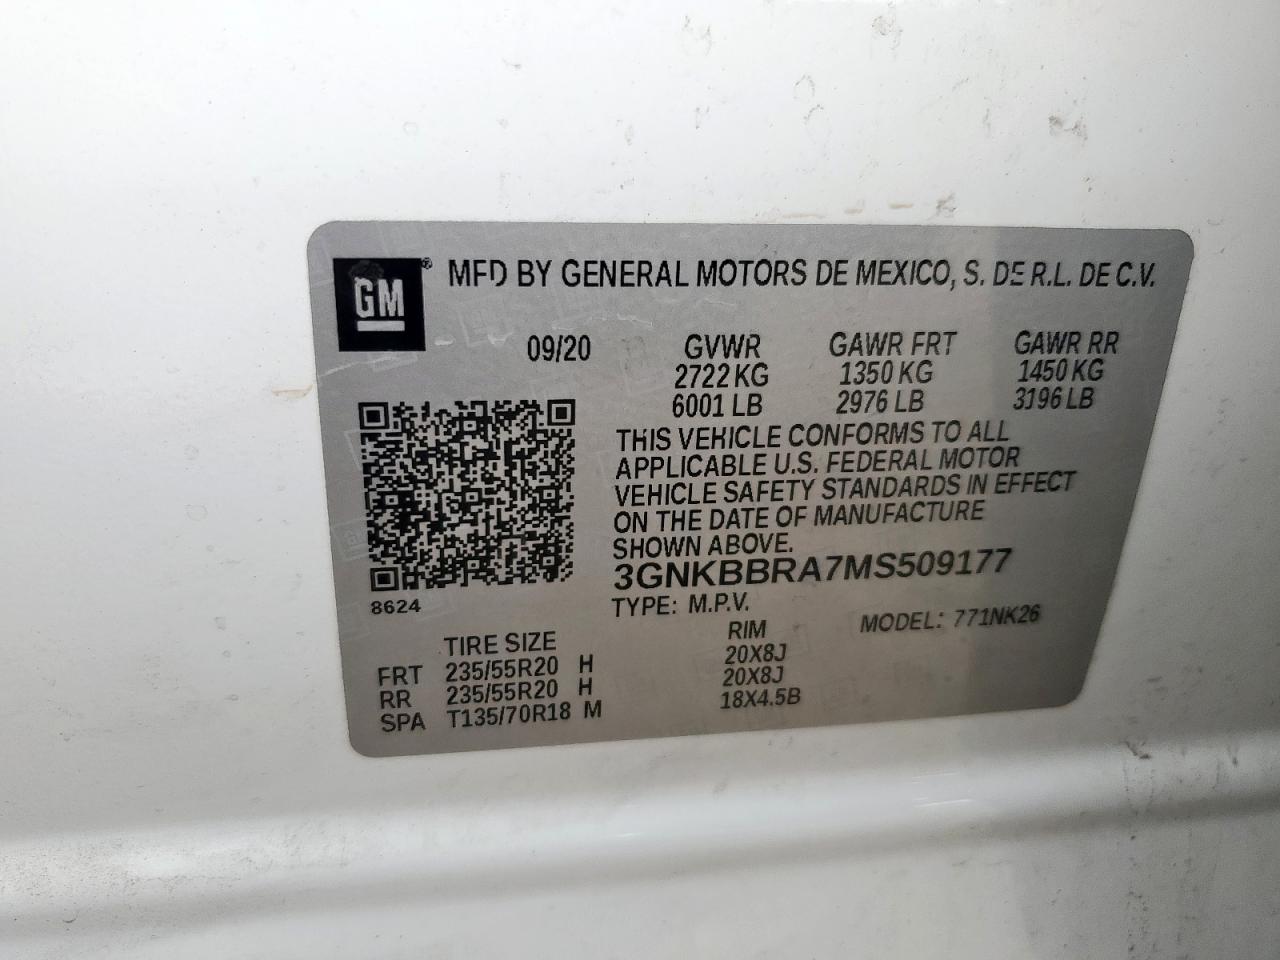 GM ® MFD BY GENERAL MOTORS DE MEXICO, S. DE R.L. DE C.V.
09/20 GVWR GAWR FRT GAWR RR
2722 KG 1350 KG 1450 KG
6001 LB 2976 LB 3196 LB
THIS VEHICLE CONFORMS TO ALL
APPLICABLE U.S. FEDERAL MOTOR
VEHICLE SAFETY STANDARDS IN EFFECT
ON THE DATE OF MANUFACTURE
SHOWN ABOVE.
3GNKBBRA7MS509177
8624 TYPE: M.P.V. MODEL: 771NK26
TIRE SIZE RIM
FRT 235/55R20 H 20X8J
RR 235/55R20 H 20X8J
SPA T135/70R18 M 18X4.5B